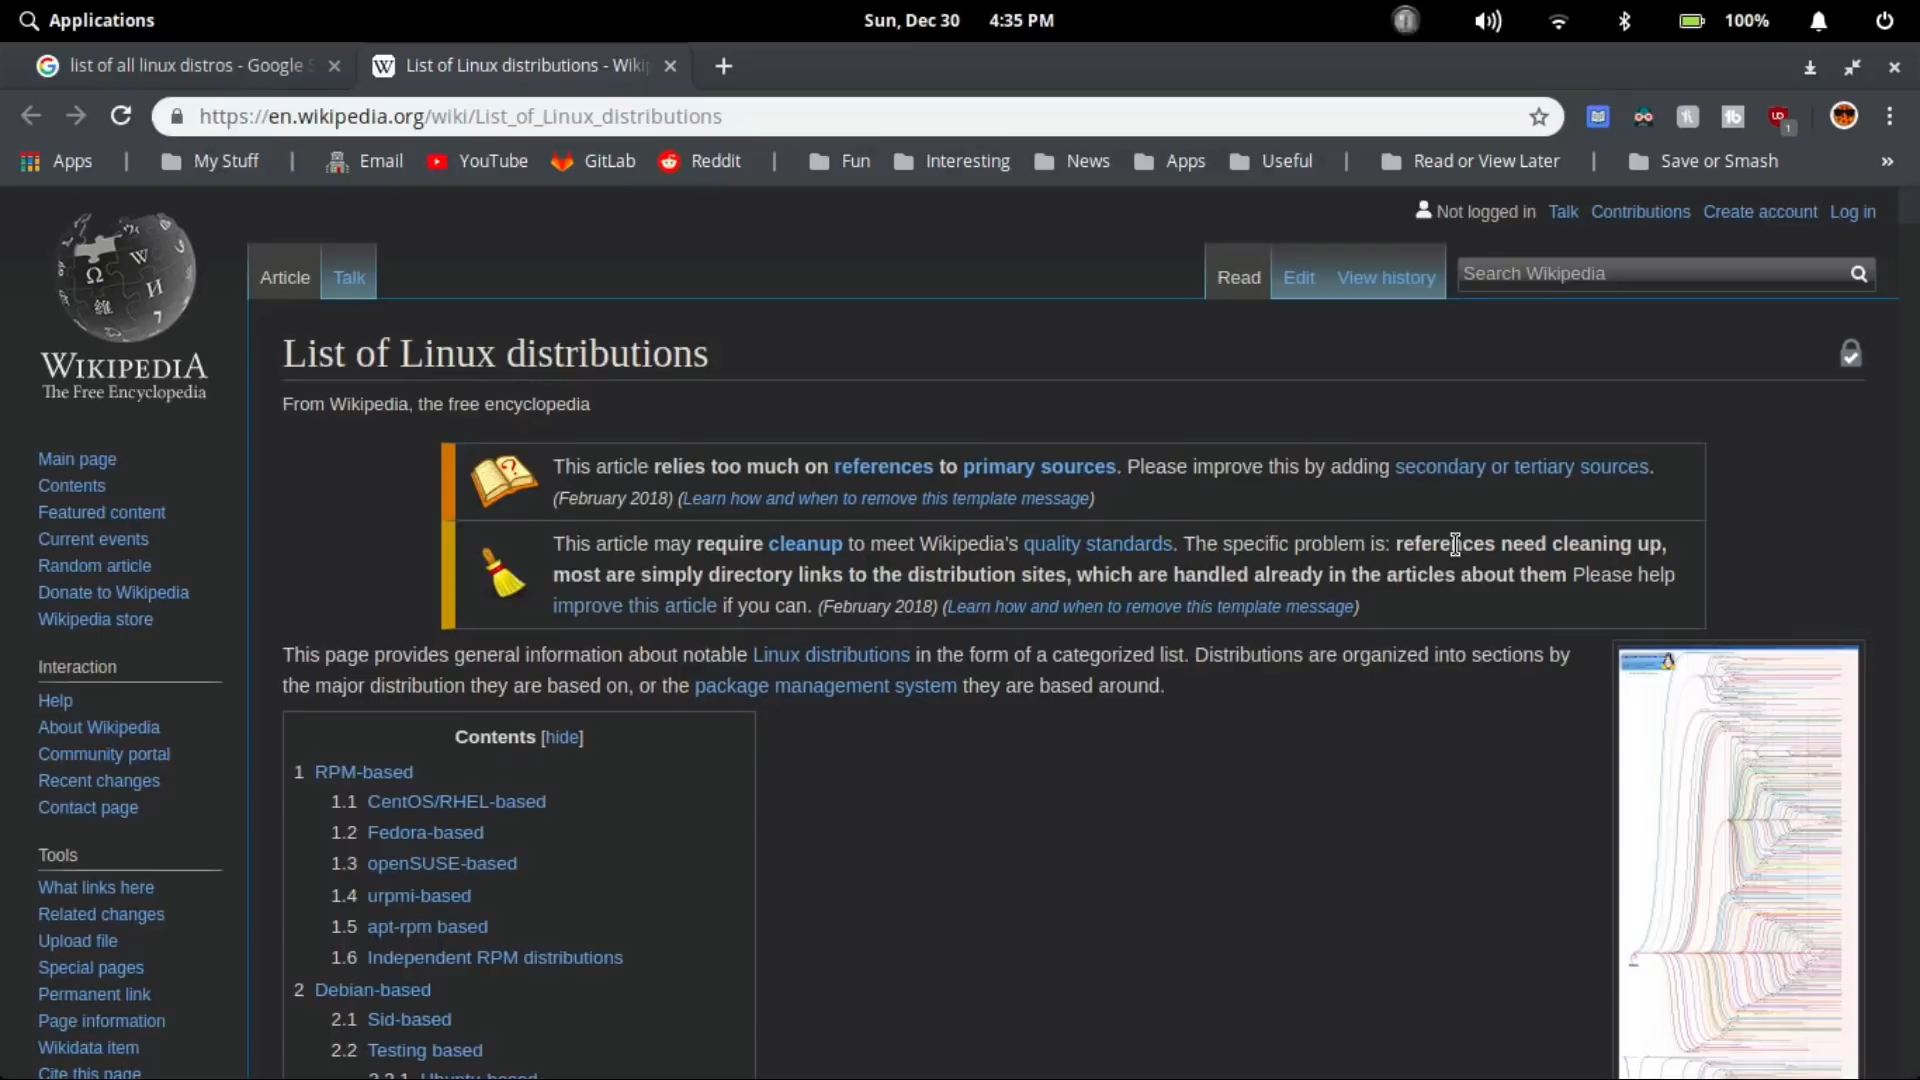 Applications
Sun, Dec 30 4:35 PM
100%
list of all linux distros - Google
List of Linux distributions - Wiki
https://en.wikipedia.org/wiki/List_of_Linux_distributions
Apps | My Stuff | Email YouTube GitLab Reddit | Fun Interesting News Apps Useful | Read or View Later | Save or Smash »
Not logged in Talk Contributions Create account Log in
Article Talk
Read Edit View history
Search Wikipedia
WIKIPEDIA
The Free Encyclopedia
Main page
Contents
Featured content
Current events
Random article
Donate to Wikipedia
Wikipedia store
Interaction
Help
About Wikipedia
Community portal
Recent changes
Contact page
Tools
What links here
Related changes
Upload file
Special pages
Permanent link
Page information
Wikidata item
Cite this page
List of Linux distributions
From Wikipedia, the free encyclopedia
This article relies too much on references to primary sources. Please improve this by adding secondary or tertiary sources.
(February 2018) (Learn how and when to remove this template message)
This article may require cleanup to meet Wikipedia's quality standards. The specific problem is: references need cleaning up,
most are simply directory links to the distribution sites, which are handled already in the articles about them Please help
improve this article if you can. (February 2018) (Learn how and when to remove this template message)
This page provides general information about notable Linux distributions in the form of a categorized list. Distributions are organized into sections by
the major distribution they are based on, or the package management system they are based around.
Contents [hide]
1 RPM-based
1.1 CentOS/RHEL-based
1.2 Fedora-based
1.3 openSUSE-based
1.4 urpmi-based
1.5 apt-rpm based
1.6 Independent RPM distributions
2 Debian-based
2.1 Sid-based
2.2 Testing based
2.2.1 Ubuntu-based